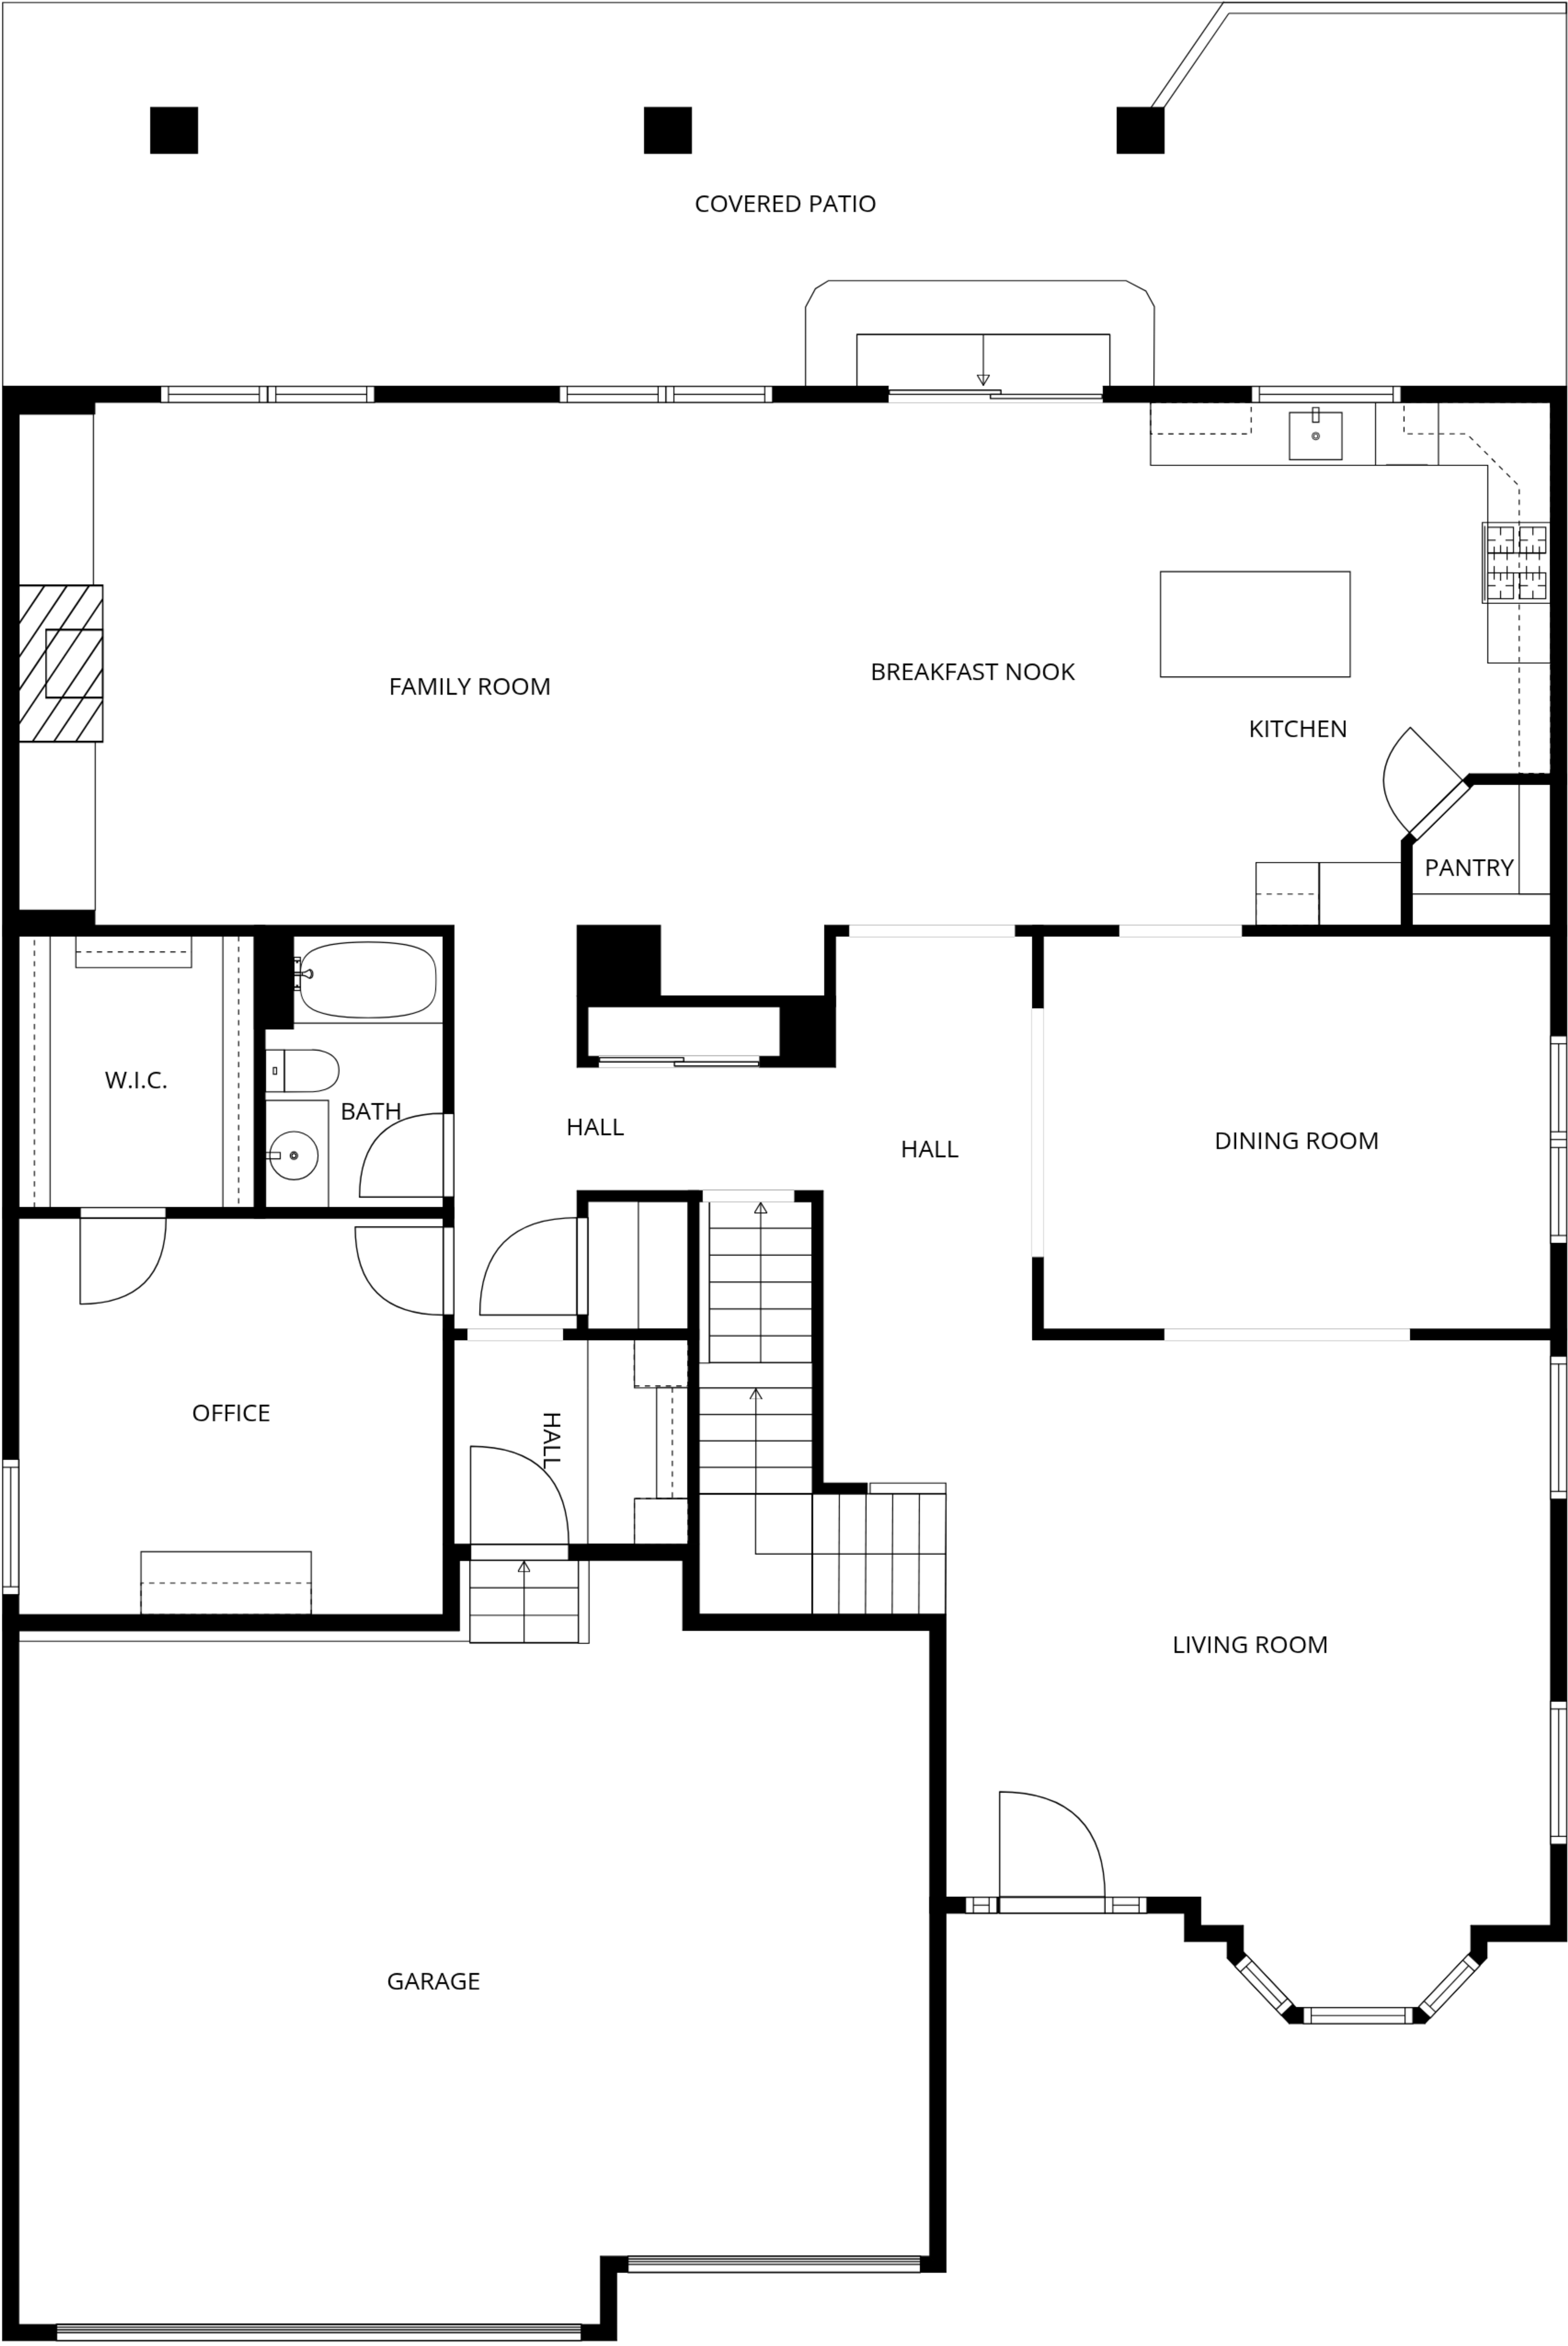 COVERED PATIO
FAMILY ROOM
BREAKFAST NOOK
KITCHEN
PANTRY
W.I.C.
BATH
HALL
HALL
DINING ROOM
OFFICE
HALL
LIVING ROOM
GARAGE